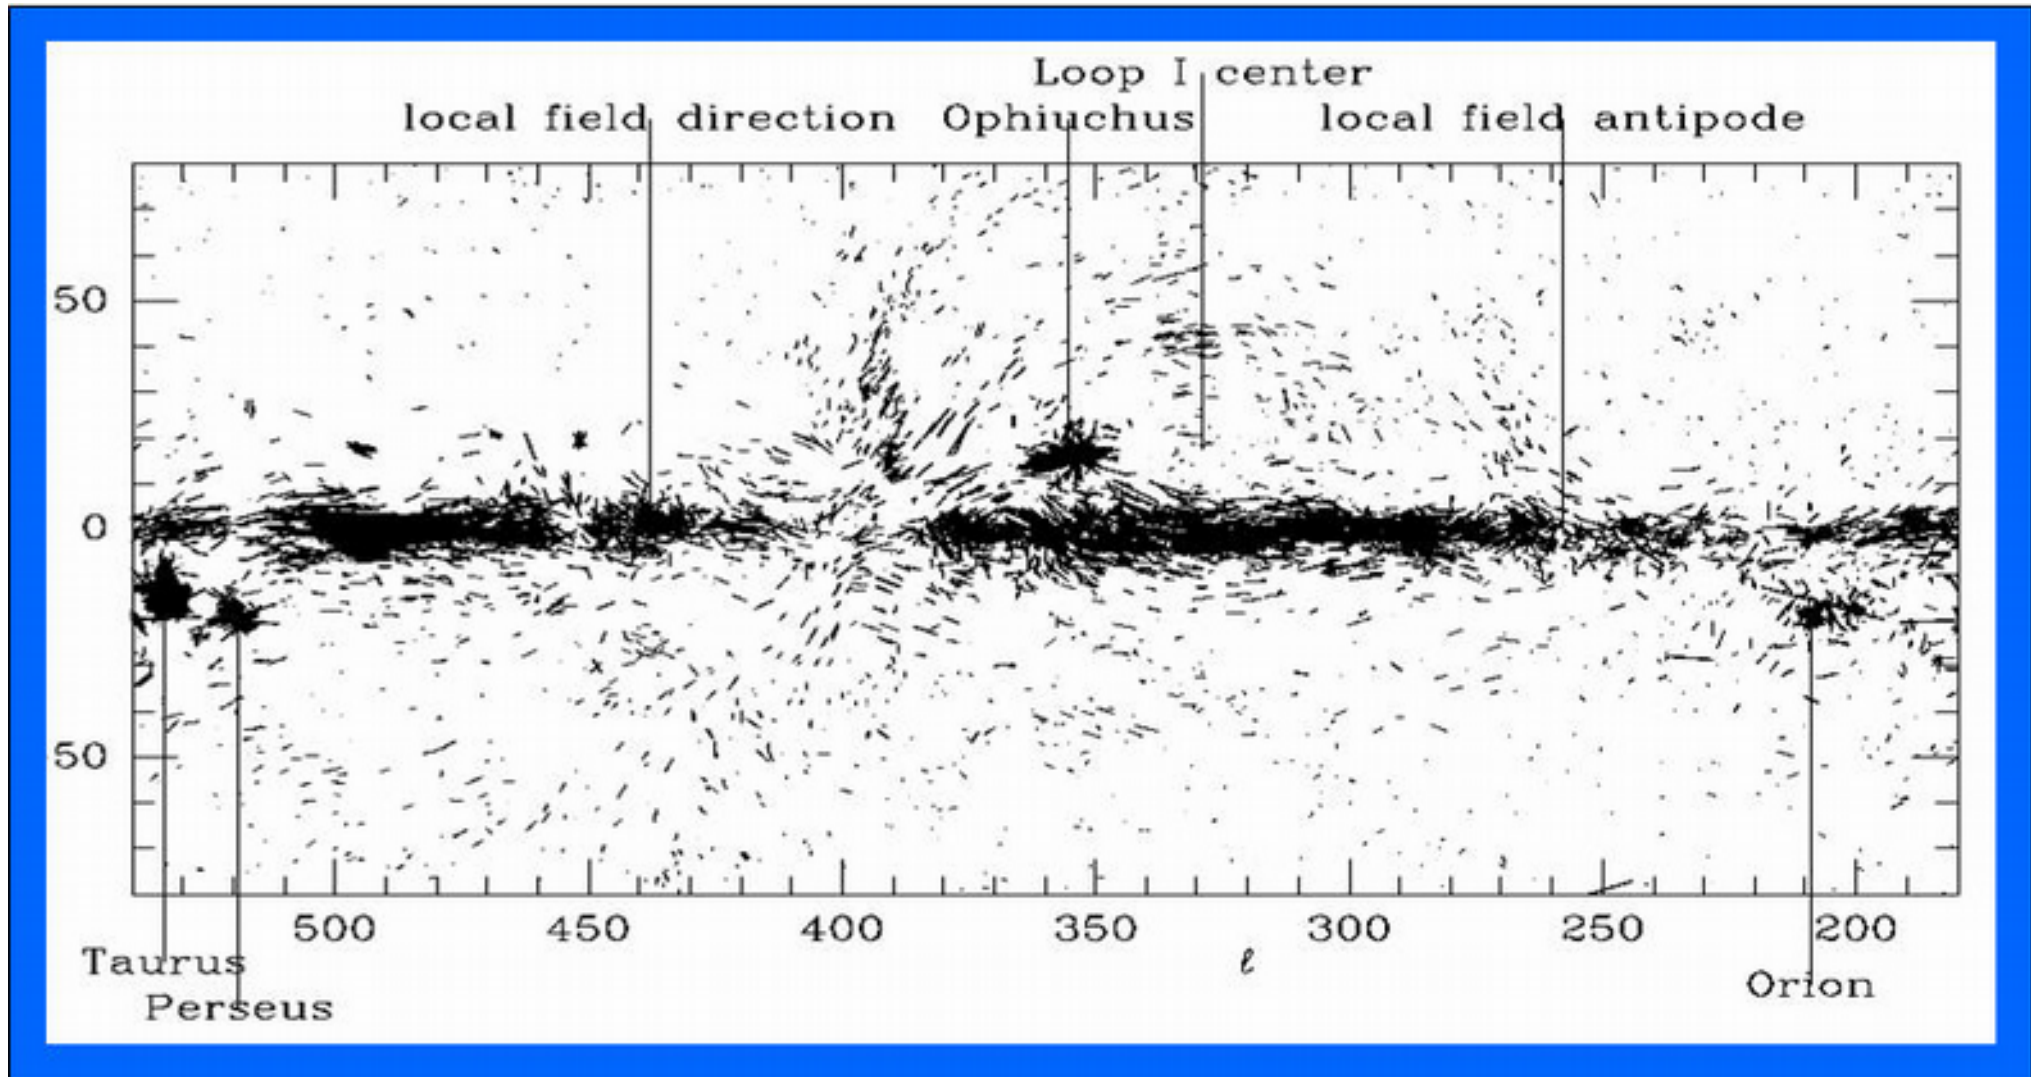 Loop I center
local field direction Ophiuchus local field antipode
50
0
50
500 450 400 350 300 250 200
ℓ
Taurus
Orion
Perseus